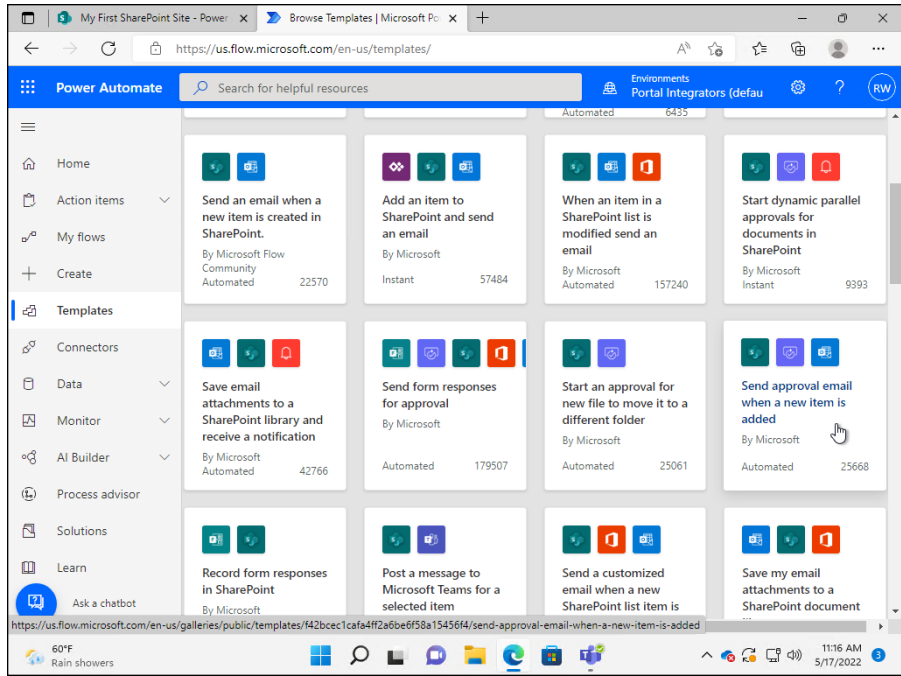 My First SharePoint Site - Power
Browse Templates | Microsoft Po
https://us.flow.microsoft.com/en-us/templates/
Power Automate
Search for helpful resources
Environments
Portal Integrators (defau
RW
Home
Action items
My flows
Create
Templates
Connectors
Data
Monitor
AI Builder
Process advisor
Solutions
Learn
Ask a chatbot
Automated 6435
Send an email when a
new item is created in
SharePoint.
By Microsoft Flow
Community
Automated 22570
Add an item to
SharePoint and send
an email
By Microsoft
Instant 57484
When an item in a
SharePoint list is
modified send an
email
By Microsoft
Automated 157240
Start dynamic parallel
approvals for
documents in
SharePoint
By Microsoft
Instant 9393
Save email
attachments to a
SharePoint library and
receive a notification
By Microsoft
Automated 42766
Send form responses
for approval
By Microsoft
Automated 179507
Start an approval for
new file to move it to a
different folder
By Microsoft
Automated 25061
Send approval email
when a new item is
added
By Microsoft
Automated 25668
Record form responses
in SharePoint
By Microsoft
Post a message to
Microsoft Teams for a
selected item
Send a customized
email when a new
SharePoint list item is
Save my email
attachments to a
SharePoint document
https://us.flow.microsoft.com/en-us/galleries/public/templates/f42bcec1cafa4ff2a6be6f58a15456f4/send-approval-email-when-a-new-item-is-added
60°F
Rain showers
11:16 AM
5/17/2022
3